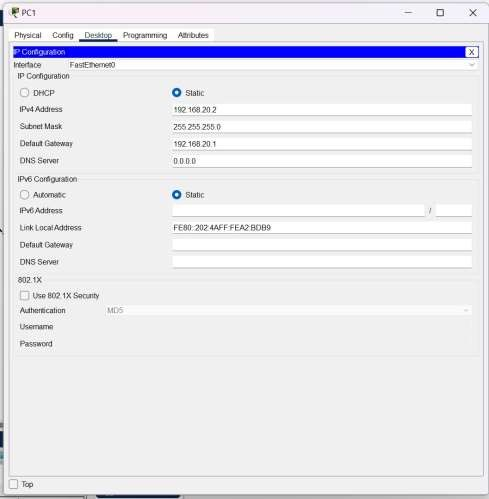 PC1
Physical Config Desktop Programming Attributes
IP Configuration X
Interface FastEthernet0
IP Configuration
DHCP Static
IPv4 Address 192.168.20.2
Subnet Mask 255.255.255.0
Default Gateway 192.168.20.1
DNS Server 0.0.0.0
IPv6 Configuration
Automatic Static
IPv6 Address /
Link Local Address FE80::202:4AFF:FEA2:BDB9
Default Gateway
DNS Server
802.1X
Use 802.1X Security
Authentication MD5
Username
Password
Top